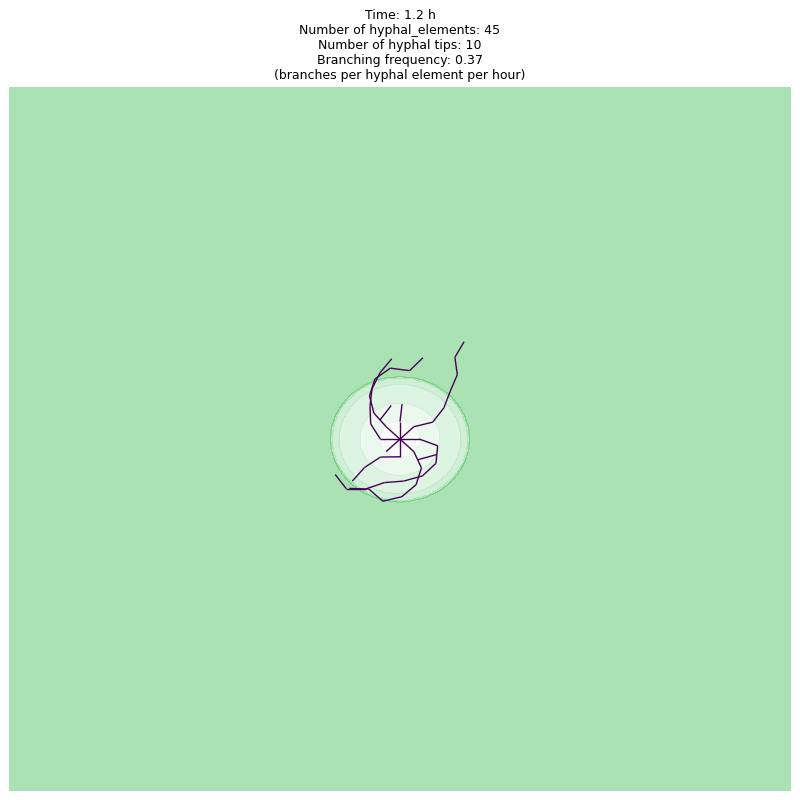 Time: 1.2 h
Number of hyphal_elements: 45
Number of hyphal tips: 10
Branching frequency: 0.37
(branches per hyphal element per hour)